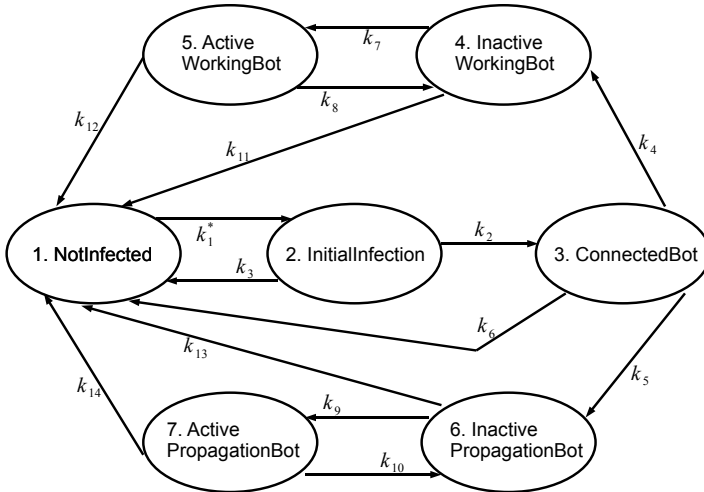 5. Active
WorkingBot
k7
4. Inactive
WorkingBot
k8
k12
k11
k4
1. NotInfected
k1*
2. InitialInfection
k2
3. ConnectedBot
k3
k6
k13
k5
k14
7. Active
PropagationBot
k9
6. Inactive
PropagationBot
k10